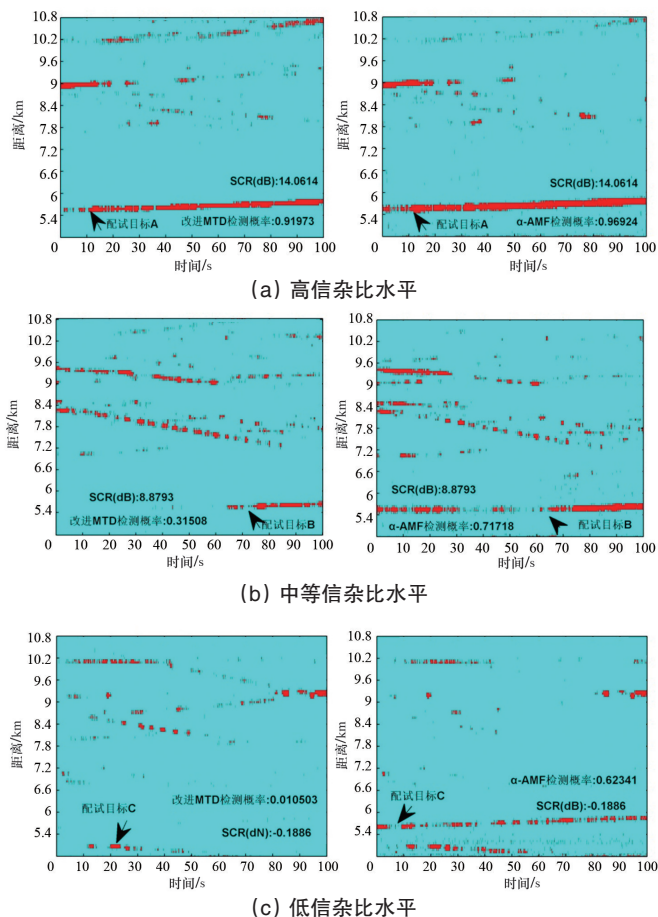 10.8
10.2
9.6
9
8.4
7.8
7.2
6.6
6
5.4
距离/km
SCR(dB):14.0614
配试目标A
改进MTD检测概率:0.91973
0 10 20 30 40 50 60 70 80 90 100
时间/s
10.8
10.2
9.6
9
8.4
7.8
7.2
6.6
6
5.4
距离/km
SCR(dB):14.0614
配试目标A
α-AMF检测概率:0.96924
0 10 20 30 40 50 60 70 80 90 100
时间/s
(a) 高信杂比水平
10.8
10.2
9.6
9
8.4
7.8
7.2
6.6
6
5.4
距离/km
SCR(dB):8.8793
改进MTD检测概率:0.31508
配试目标B
0 10 20 30 40 50 60 70 80 90 100
时间/s
10.8
10.2
9.6
9
8.4
7.8
7.2
6.6
6
5.4
距离/km
SCR(dB):8.8793
α-AMF检测概率:0.71718
配试目标B
0 10 20 30 40 50 60 70 80 90 100
时间/s
(b) 中等信杂比水平
10.8
10.2
9.6
9
8.4
7.8
7.2
6.6
6
5.4
距离/km
改进MTD检测概率:0.010503
配试目标C
SCR(dN):-0.1886
0 10 20 30 40 50 60 70 80 90 100
时间/s
10.8
10.2
9.6
9
8.4
7.8
7.2
6.6
6
5.4
距离/km
α-AMF检测概率:0.62341
配试目标C
SCR(dB):-0.1886
0 10 20 30 40 50 60 70 80 90 100
时间/s
(c) 低信杂比水平